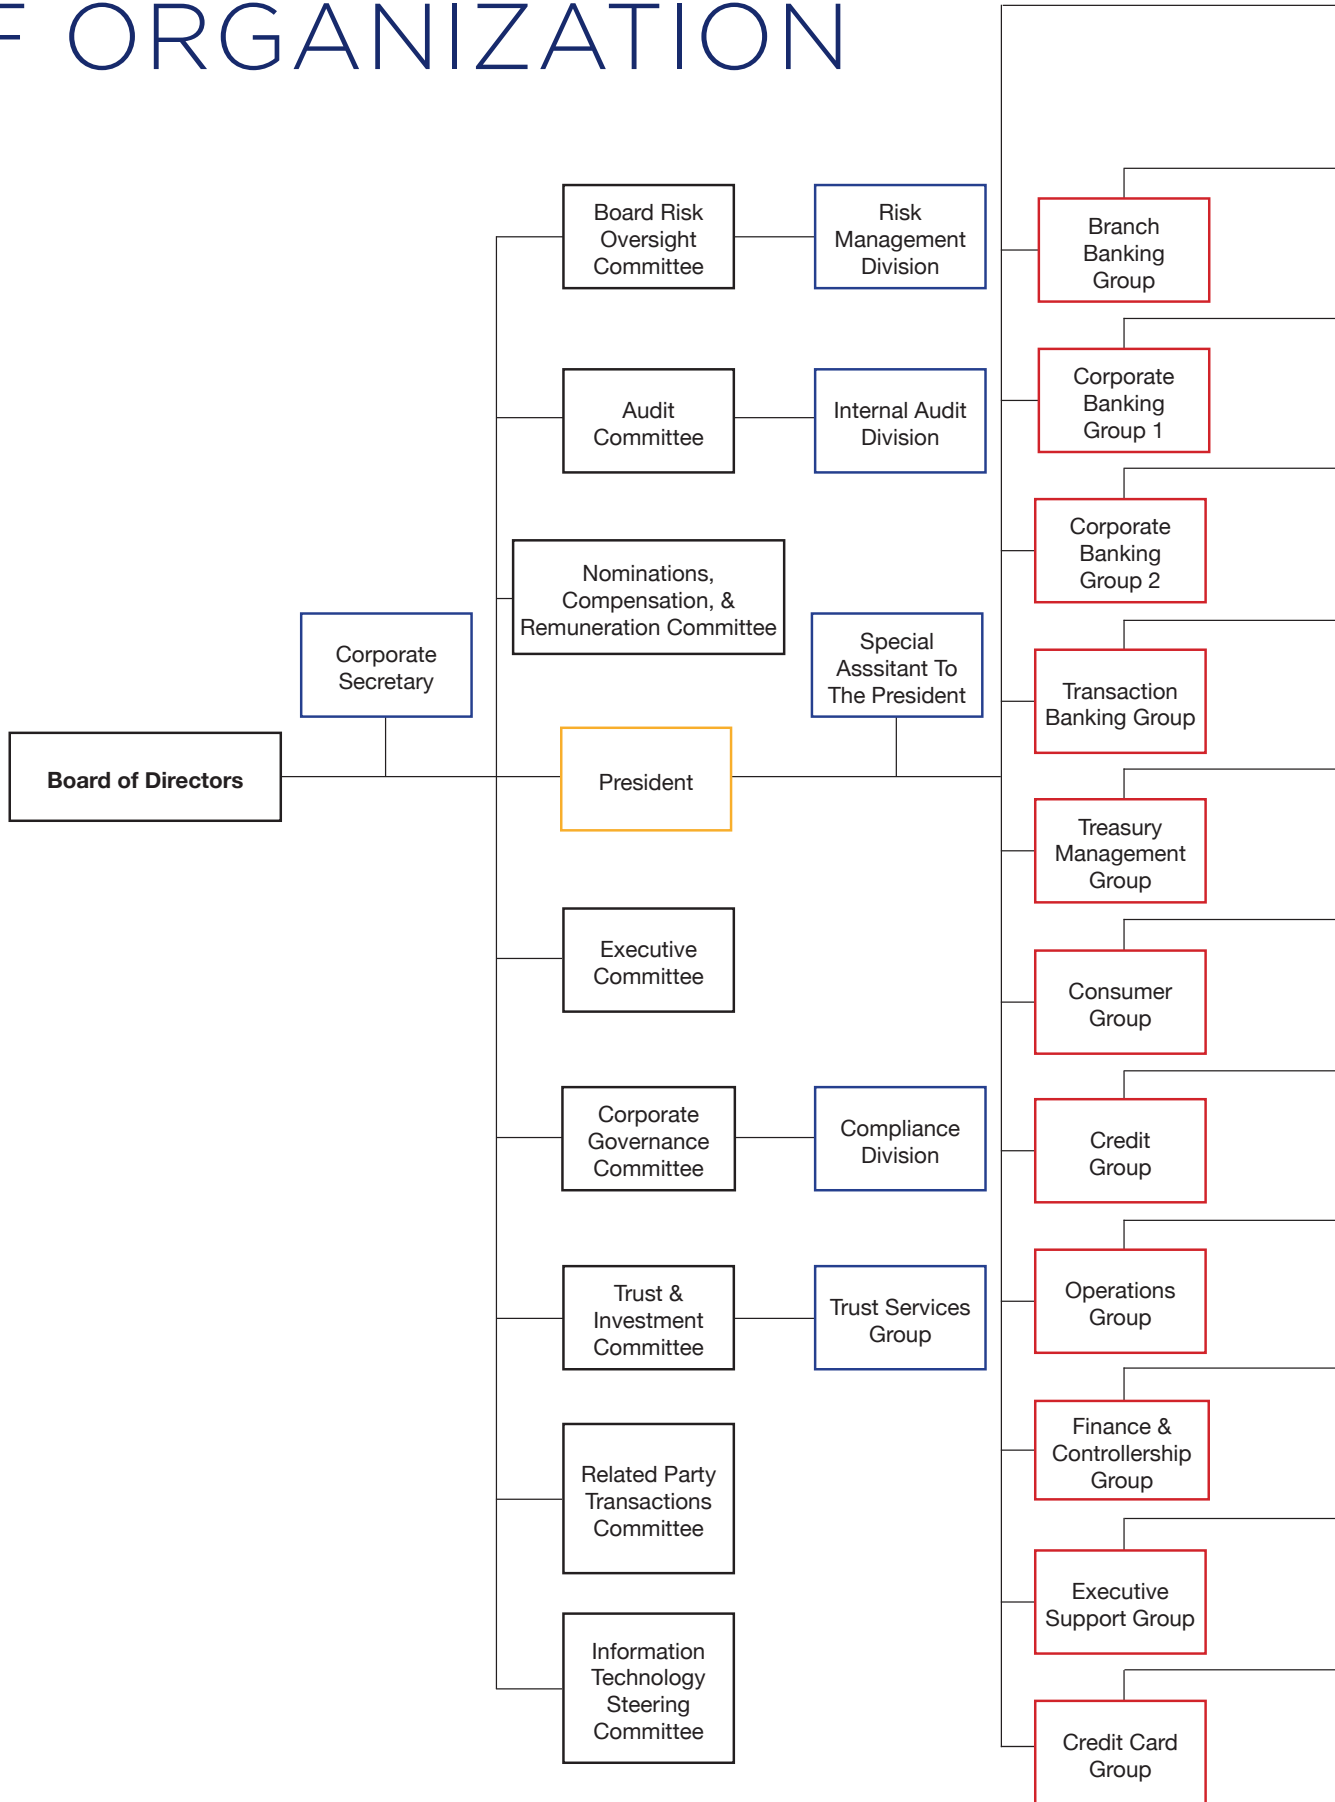 F ORGANIZATION
Board of Directors
Corporate
Secretary
Board Risk
Oversight
Committee
Risk
Management
Division
Audit
Committee
Internal Audit
Division
Nominations,
Compensation, &
Remuneration Committee
Special
Asssitant To
The President
President
Executive
Committee
Corporate
Governance
Committee
Compliance
Division
Trust &
Investment
Committee
Trust Services
Group
Related Party
Transactions
Committee
Information
Technology
Steering
Committee
Branch
Banking
Group
Corporate
Banking
Group 1
Corporate
Banking
Group 2
Transaction
Banking Group
Treasury
Management
Group
Consumer
Group
Credit
Group
Operations
Group
Finance &
Controllership
Group
Executive
Support Group
Credit Card
Group